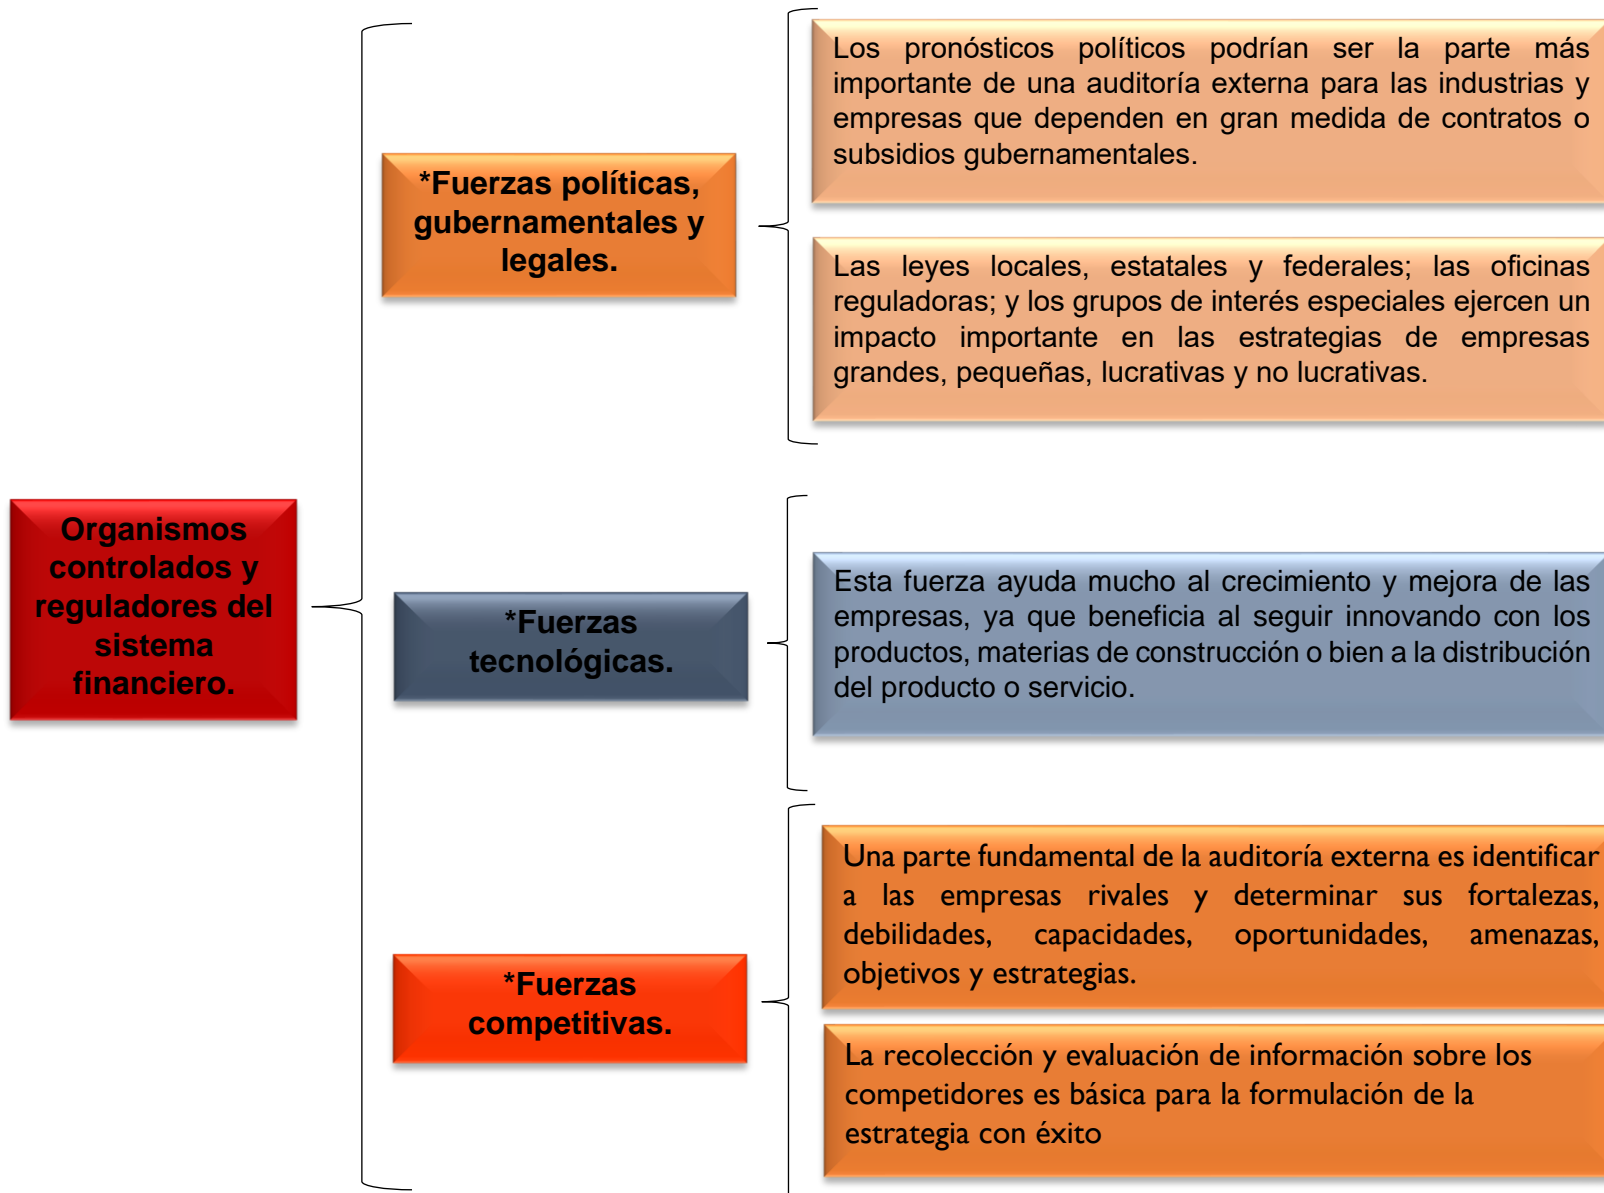 Organismos
controlados y
reguladores del
sistema
financiero.
*Fuerzas políticas,
gubernamentales y
legales.
Los pronósticos políticos podrían ser la parte más
importante de una auditoría externa para las industrias y
empresas que dependen en gran medida de contratos o
subsidios gubernamentales.
Las leyes locales, estatales y federales; las oficinas
reguladoras; y los grupos de interés especiales ejercen un
impacto importante en las estrategias de empresas
grandes, pequeñas, lucrativas y no lucrativas.
*Fuerzas
tecnológicas.
Esta fuerza ayuda mucho al crecimiento y mejora de las
empresas, ya que beneficia al seguir innovando con los
productos, materias de construcción o bien a la distribución
del producto o servicio.
*Fuerzas
competitivas.
Una parte fundamental de la auditoría externa es identificar
a las empresas rivales y determinar sus fortalezas,
debilidades, capacidades, oportunidades, amenazas,
objetivos y estrategias.
La recolección y evaluación de información sobre los
competidores es básica para la formulación de la
estrategia con éxito